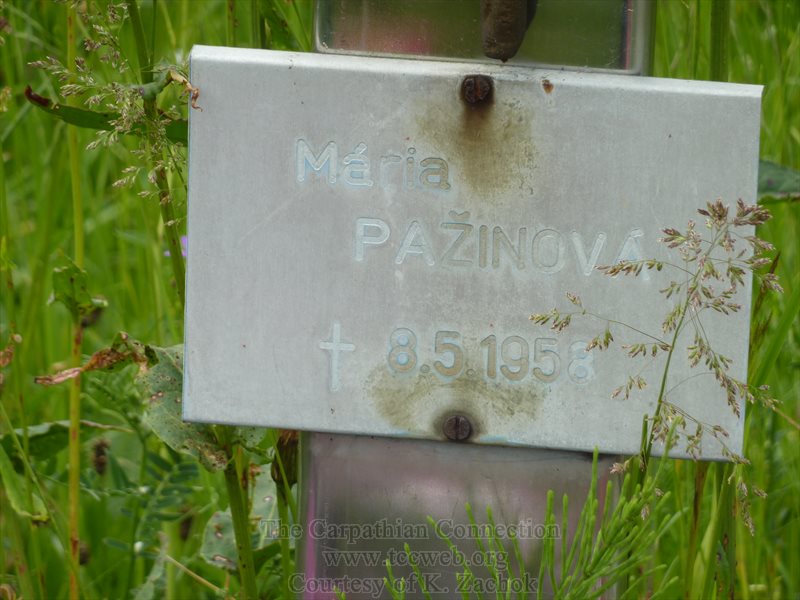 Mária
PAŽINOVÁ
✝ 8.5.1958
The Carpathian Connection
www.tccweb.org
Courtesy of K. Zachok